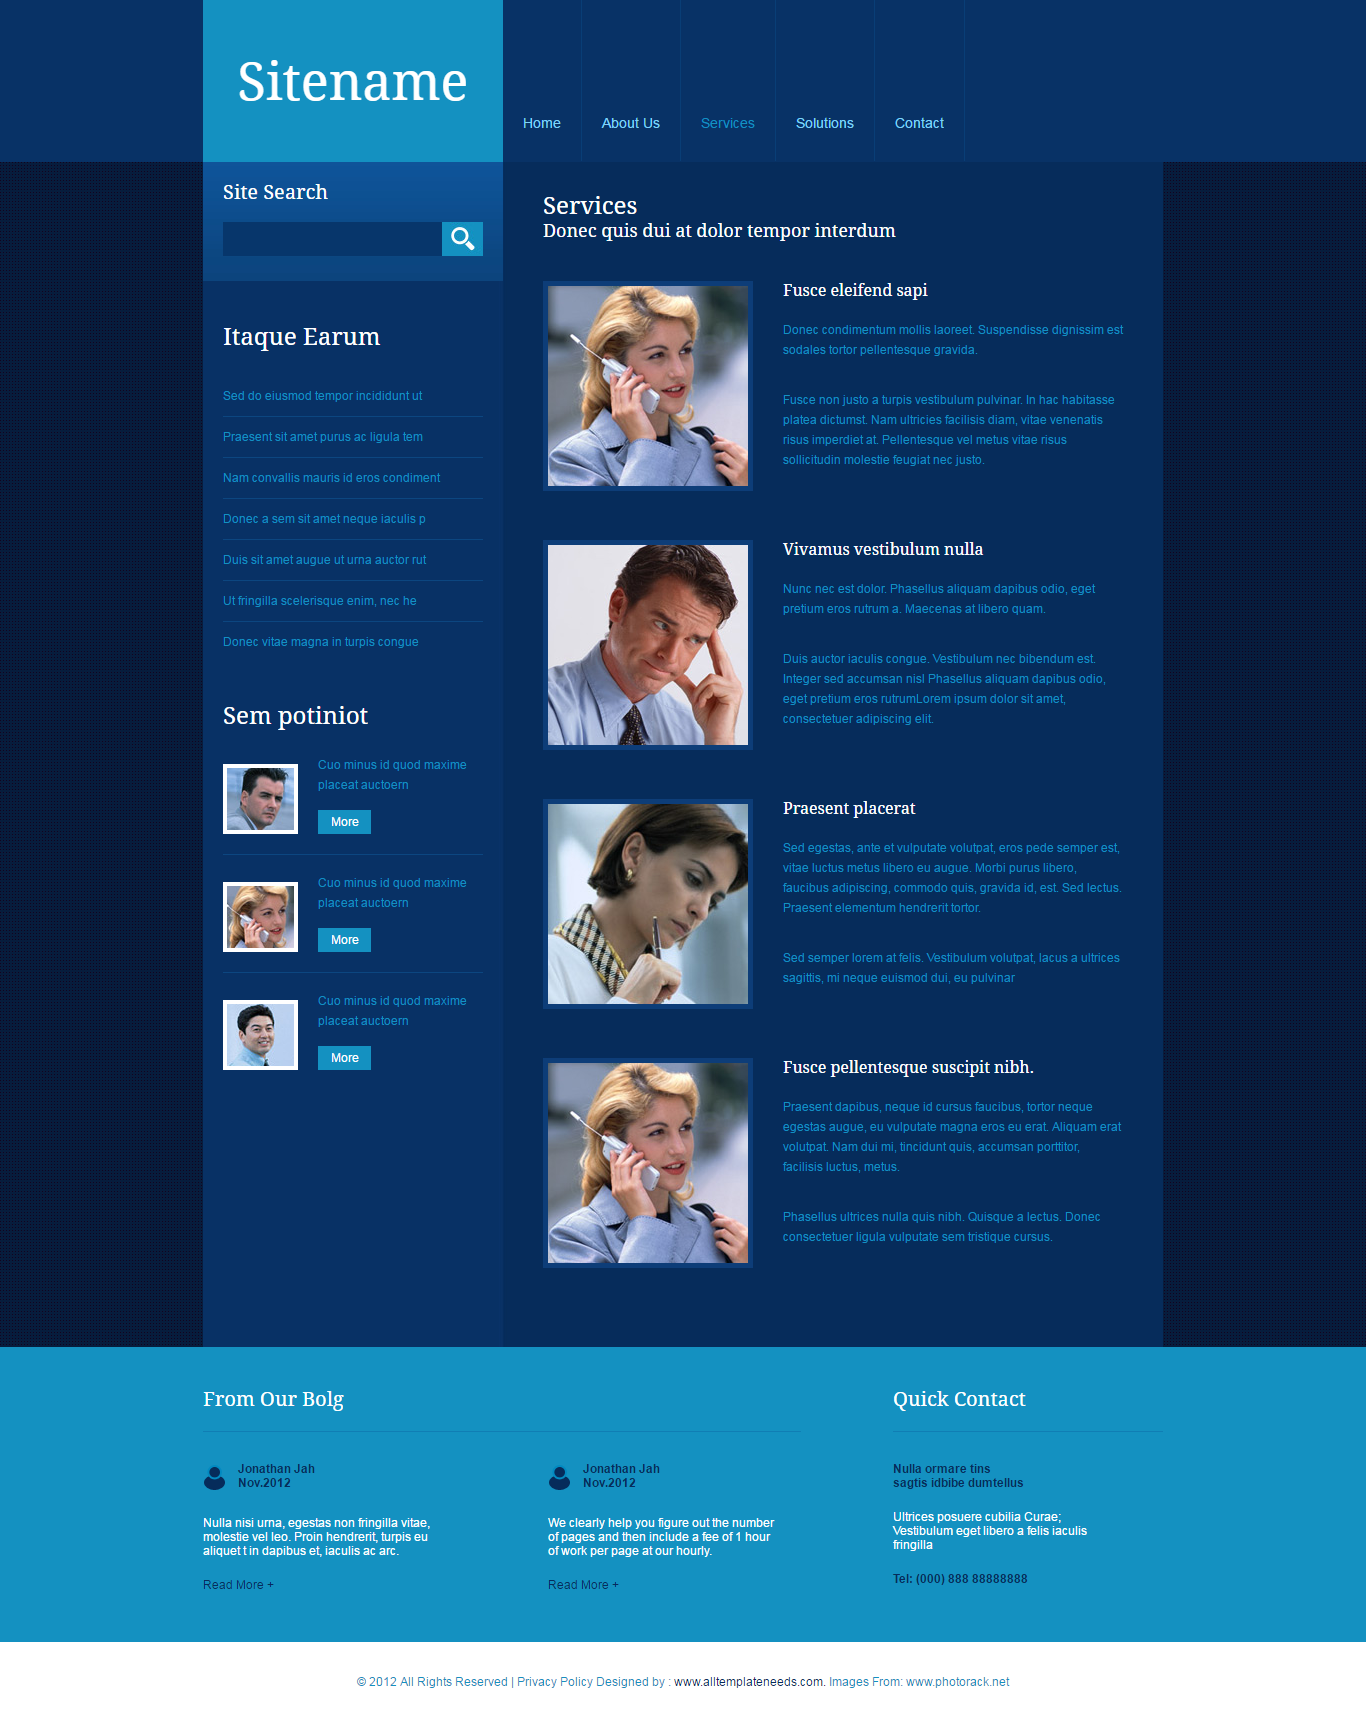 Sitename
Home
About Us
Services
Solutions
Contact
Site Search
Itaque Earum
Sed do eiusmod tempor incididunt ut
Praesent sit amet purus ac ligula tem
Nam convallis mauris id eros condiment
Donec a sem sit amet neque iaculis p
Duis sit amet augue ut urna auctor rut
Ut fringilla scelerisque enim, nec he
Donec vitae magna in turpis congue
Sem potiniot
Cuo minus id quod maxime
placeat auctoern
More
Cuo minus id quod maxime
placeat auctoern
More
Cuo minus id quod maxime
placeat auctoern
More
Services
Donec quis dui at dolor tempor interdum
Fusce eleifend sapi
Donec condimentum mollis laoreet. Suspendisse dignissim est
sodales tortor pellentesque gravida.
Fusce non justo a turpis vestibulum pulvinar. In hac habitasse
platea dictumst. Nam ultricies facilisis diam, vitae venenatis
risus imperdiet at. Pellentesque vel metus vitae risus
sollicitudin molestie feugiat nec justo.
Vivamus vestibulum nulla
Nunc nec est dolor. Phasellus aliquam dapibus odio, eget
pretium eros rutrum a. Maecenas at libero quam.
Duis auctor iaculis congue. Vestibulum nec bibendum est.
Integer sed accumsan nisl Phasellus aliquam dapibus odio,
eget pretium eros rutrumLorem ipsum dolor sit amet,
consectetuer adipiscing elit.
Praesent placerat
Sed egestas, ante et vulputate volutpat, eros pede semper est,
vitae luctus metus libero eu augue. Morbi purus libero,
faucibus adipiscing, commodo quis, gravida id, est. Sed lectus.
Praesent elementum hendrerit tortor.
Sed semper lorem at felis. Vestibulum volutpat, lacus a ultrices
sagittis, mi neque euismod dui, eu pulvinar
Fusce pellentesque suscipit nibh.
Praesent dapibus, neque id cursus faucibus, tortor neque
egestas augue, eu vulputate magna eros eu erat. Aliquam erat
volutpat. Nam dui mi, tincidunt quis, accumsan porttitor,
facilisis luctus, metus.
Phasellus ultrices nulla quis nibh. Quisque a lectus. Donec
consectetuer ligula vulputate sem tristique cursus.
From Our Bolg
Jonathan Jah
Nov.2012
Nulla nisi urna, egestas non fringilla vitae,
molestie vel leo. Proin hendrerit, turpis eu
aliquet t in dapibus et, iaculis ac arc.
Read More +
Jonathan Jah
Nov.2012
We clearly help you figure out the number
of pages and then include a fee of 1 hour
of work per page at our hourly.
Read More +
Quick Contact
Nulla ornare tins
sagtis idbibe dumtellus
Ultrices posuere cubilia Curae;
Vestibulum eget libero a felis iaculis
fringilla
Tel: (000) 888 88888888
© 2012 All Rights Reserved | Privacy Policy Designed by : www.alltemplateneeds.com. Images From: www.photorack.net